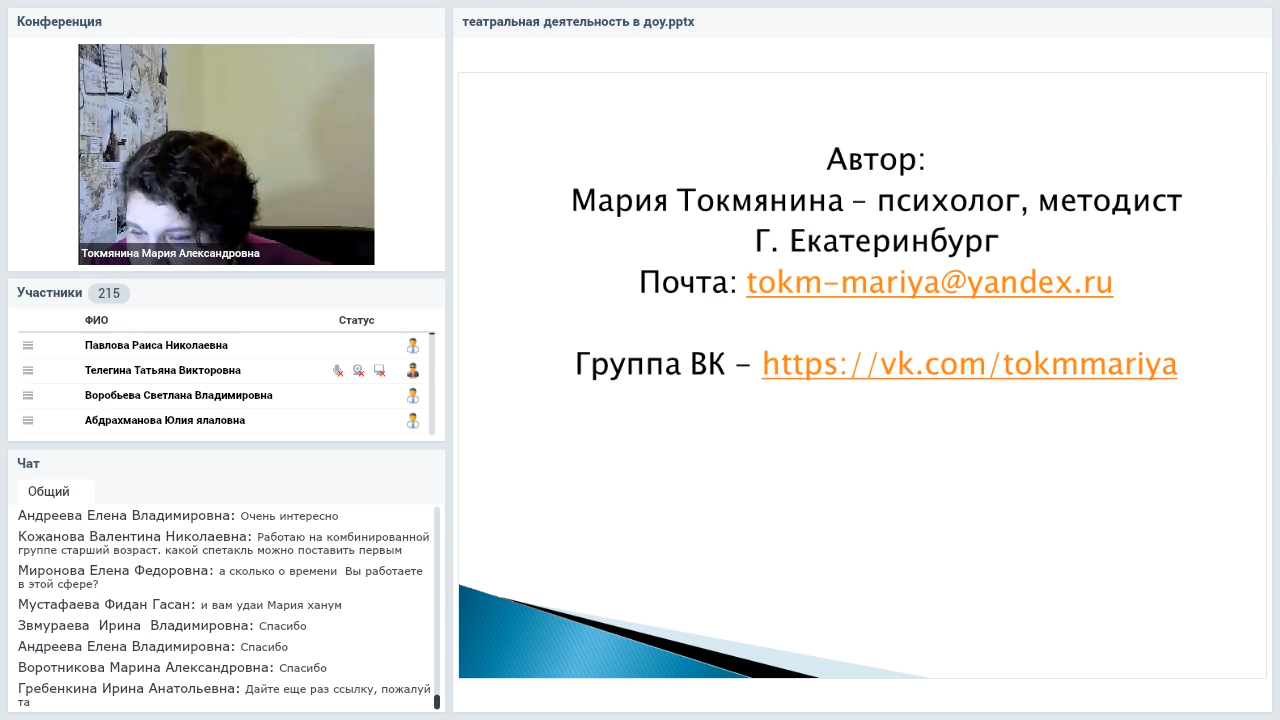 Конференция
Токмянина Мария Александровна
Участники 215
ФИО Статус
Павлова Раиса Николаевна
Телегина Татьяна Викторовна
Воробьева Светлана Владимировна
Абдрахманова Юлия ялаловна
Чат
Общий
Андреева Елена Владимировна: Очень интересно
Кожанова Валентина Николаевна: Работаю на комбинированной
группе старший возраст. какой спетакль можно поставить первым
Миронова Елена Федоровна: а сколько о времени Вы работаете
в этой сфере?
Мустафаева Фидан Гасан: и вам удаи Мария ханум
Звмураева Ирина Владимировна: Спасибо
Андреева Елена Владимировна: Спасибо
Воротникова Марина Александровна: Спасибо
Гребенкина Ирина Анатольевна: Дайте еще раз ссылку, пожалуй
та
театральная деятельность в доу.pptx
Автор:
Мария Токмянина – психолог, методист
Г. Екатеринбург
Почта: tokm-mariya@yandex.ru
Группа ВК – https://vk.com/tokmmariya